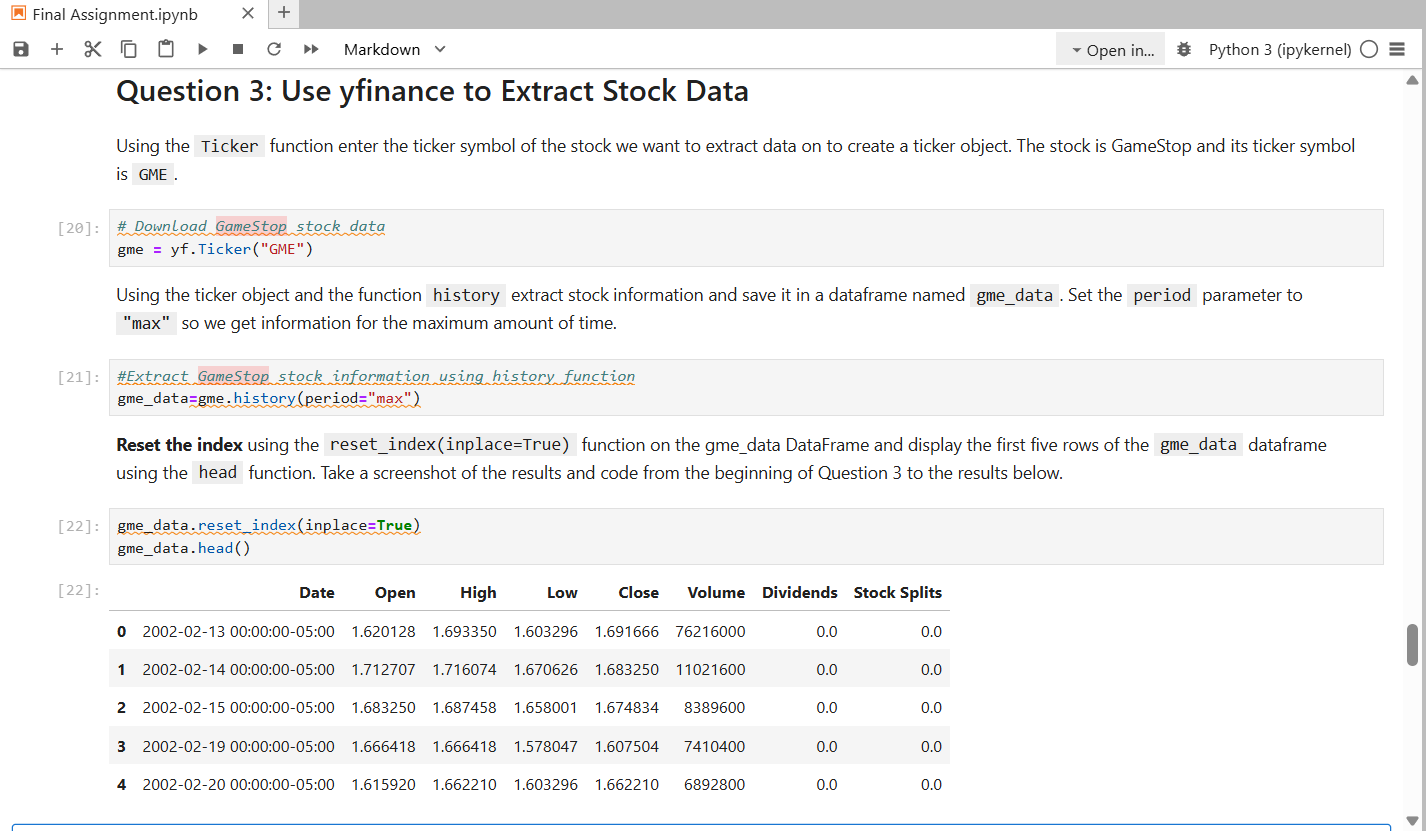 Final Assignment.ipynb
Markdown
Open in...
Python 3 (ipykernel)
Question 3: Use yfinance to Extract Stock Data
Using the Ticker function enter the ticker symbol of the stock we want to extract data on to create a ticker object. The stock is GameStop and its ticker symbol
is GME .
[20]:
# Download GameStop stock data
gme = yf.Ticker("GME")
Using the ticker object and the function history extract stock information and save it in a dataframe named gme_data . Set the period parameter to
"max" so we get information for the maximum amount of time.
[21]:
#Extract GameStop stock information using history function
gme_data=gme.history(period="max")
Reset the index using the reset_index(inplace=True) function on the gme_data DataFrame and display the first five rows of the gme_data dataframe
using the head function. Take a screenshot of the results and code from the beginning of Question 3 to the results below.
[22]:
gme_data.reset_index(inplace=True)
gme_data.head()
[22]:
Date Open High Low Close Volume Dividends Stock Splits
0 2002-02-13 00:00:00-05:00 1.620128 1.693350 1.603296 1.691666 76216000 0.0 0.0
1 2002-02-14 00:00:00-05:00 1.712707 1.716074 1.670626 1.683250 11021600 0.0 0.0
2 2002-02-15 00:00:00-05:00 1.683250 1.687458 1.658001 1.674834 8389600 0.0 0.0
3 2002-02-19 00:00:00-05:00 1.666418 1.666418 1.578047 1.607504 7410400 0.0 0.0
4 2002-02-20 00:00:00-05:00 1.615920 1.662210 1.603296 1.662210 6892800 0.0 0.0